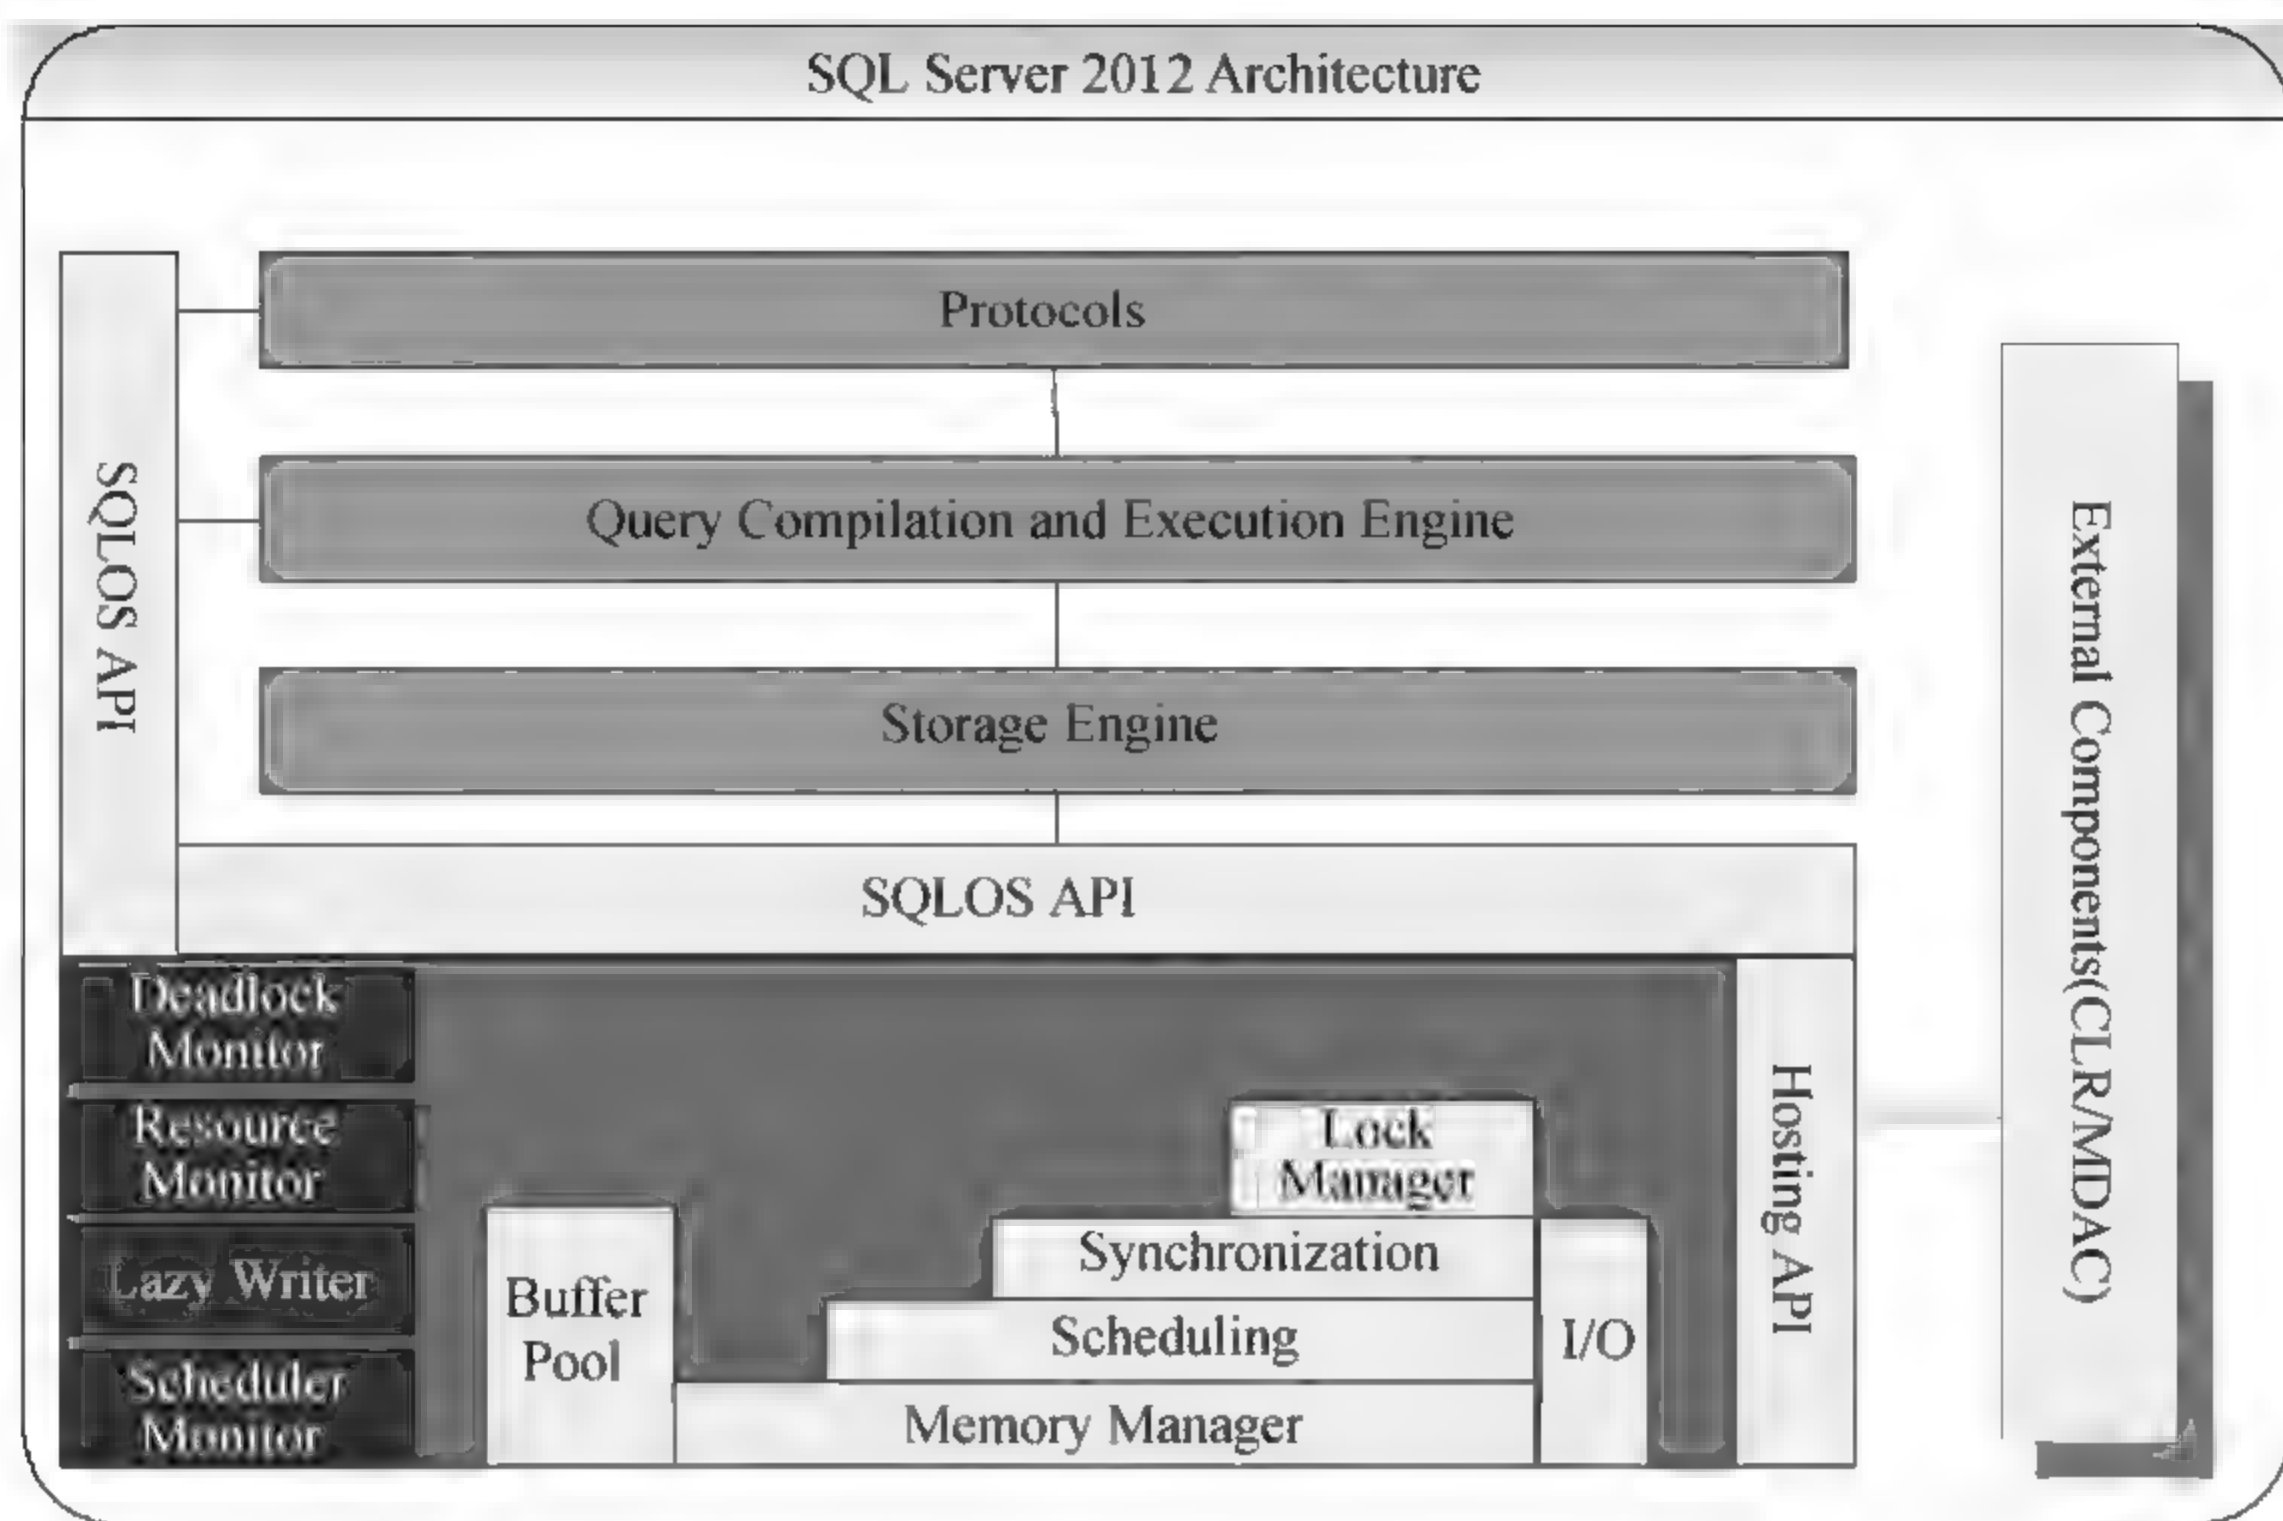 SQL Server 2012 Architecture
Protocols
SQLOS API
Query Compilation and Execution Engine
Storage Engine
External Components(CLR/MDAC)
SQLOS API
Deadlock
Monitor
Resource
Monitor
Lazy Writer
Scheduler
Monitor
Buffer
Pool
Lock
Manager
Synchronization
Scheduling
Memory Manager
I/O
Hosting API